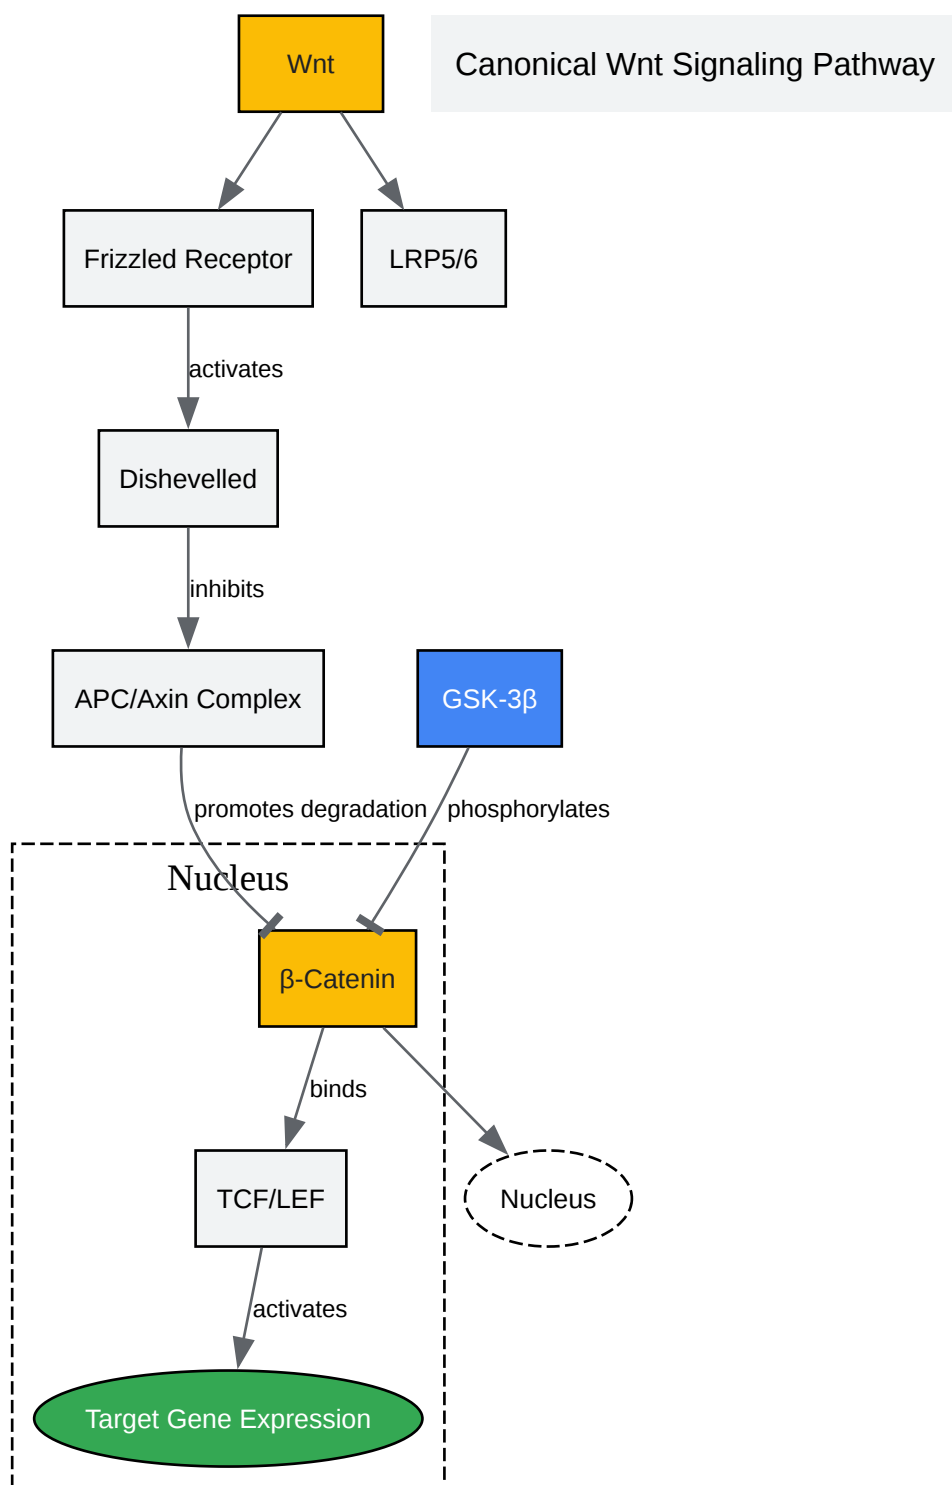 Wnt
Canonical Wnt Signaling Pathway
Frizzled Receptor
LRP5/6
activates
Dishevelled
inhibits
APC/Axin Complex
GSK-3β
promotes degradation
phosphorylates
Nucleus
β-Catenin
binds
TCF/LEF
Nucleus
activates
Target Gene Expression